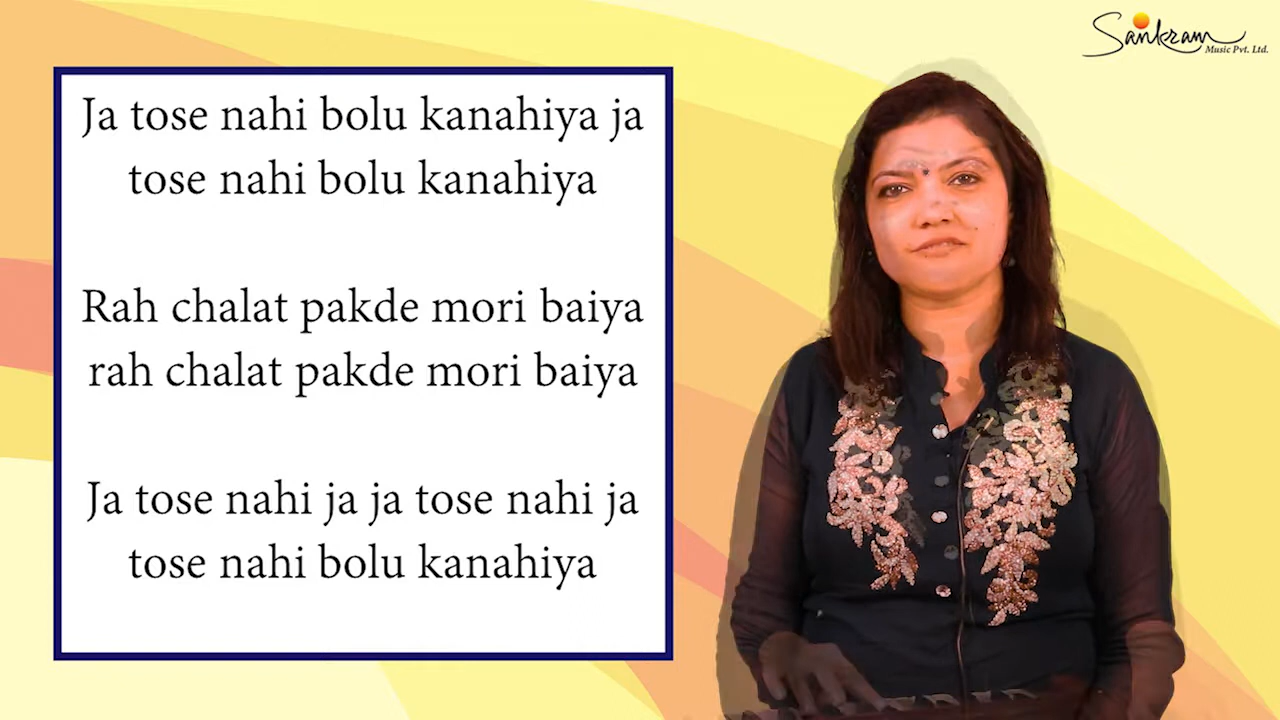 Sankram
Music Pvt. Ltd.
Ja tose nahi bolu kanahiya ja
tose nahi bolu kanahiya
Rah chalat pakde mori baiya
rah chalat pakde mori baiya
Ja tose nahi ja ja tose nahi ja
tose nahi bolu kanahiya